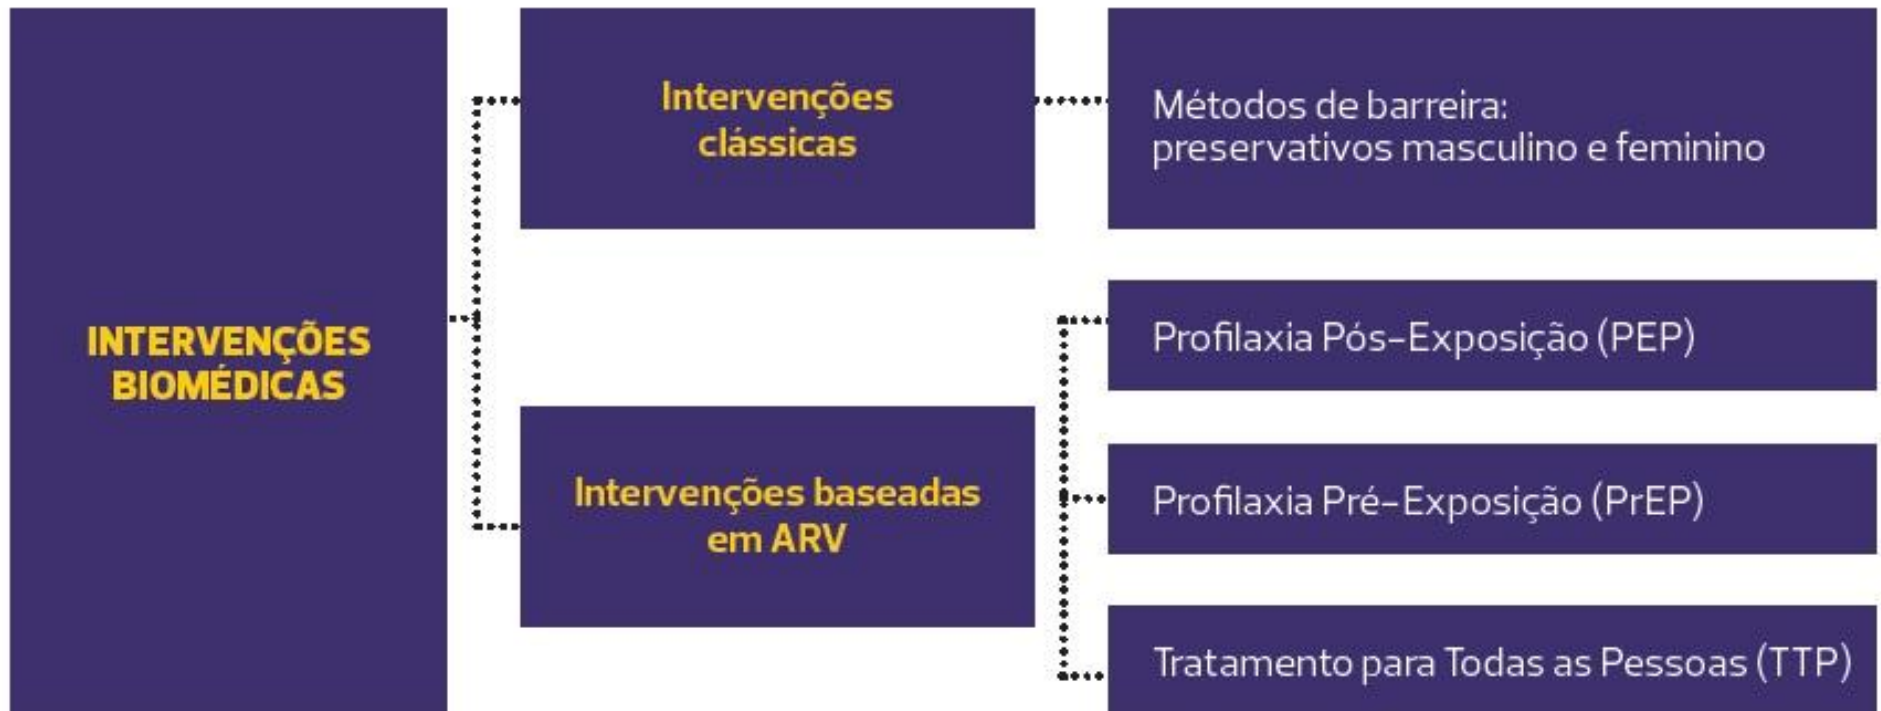 INTERVENÇÕES
BIOMÉDICAS
Intervenções
clássicas
Métodos de barreira:
preservativos masculino e feminino
Intervenções baseadas
em ARV
Profilaxia Pós-Exposição (PEP)
Profilaxia Pré-Exposição (PrEP)
Tratamento para Todas as Pessoas (TTP)